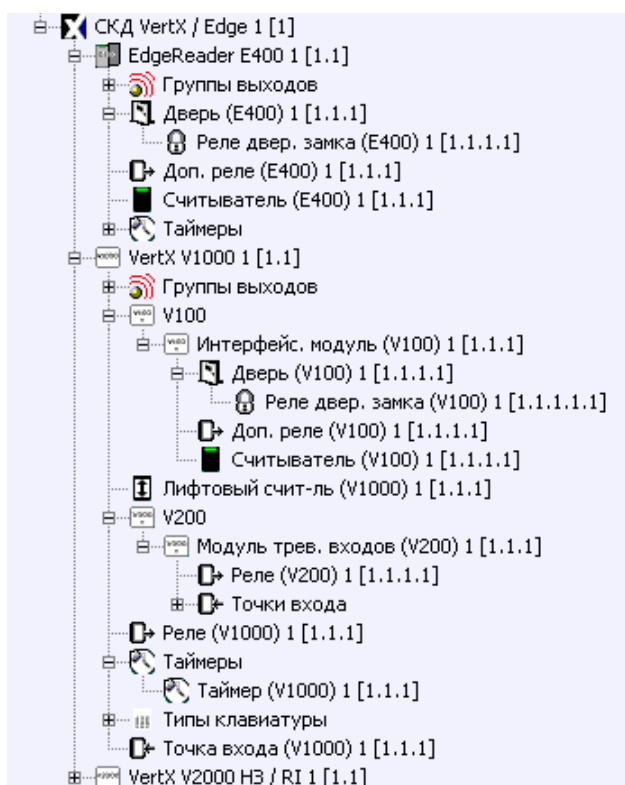 СКД VertX / Edge 1 [1]
EdgeReader E400 1 [1.1]
Группы выходов
Дверь (E400) 1 [1.1.1]
Реле двер. замка (E400) 1 [1.1.1.1]
Доп. реле (E400) 1 [1.1.1]
Считыватель (E400) 1 [1.1.1]
Таймеры
VertX V1000 1 [1.1]
Группы выходов
V100
Интерфейс. модуль (V100) 1 [1.1.1]
Дверь (V100) 1 [1.1.1.1]
Реле двер. замка (V100) 1 [1.1.1.1.1]
Доп. реле (V100) 1 [1.1.1.1]
Считыватель (V100) 1 [1.1.1.1]
Лифтовый счит-ль (V1000) 1 [1.1.1]
V200
Модуль трев. входов (V200) 1 [1.1.1]
Реле (V200) 1 [1.1.1.1]
Точки входа
Реле (V1000) 1 [1.1.1]
Таймеры
Таймер (V1000) 1 [1.1.1]
Типы клавиатуры
Точка входа (V1000) 1 [1.1.1]
VertX V2000 НЗ / RI 1 [1.1]